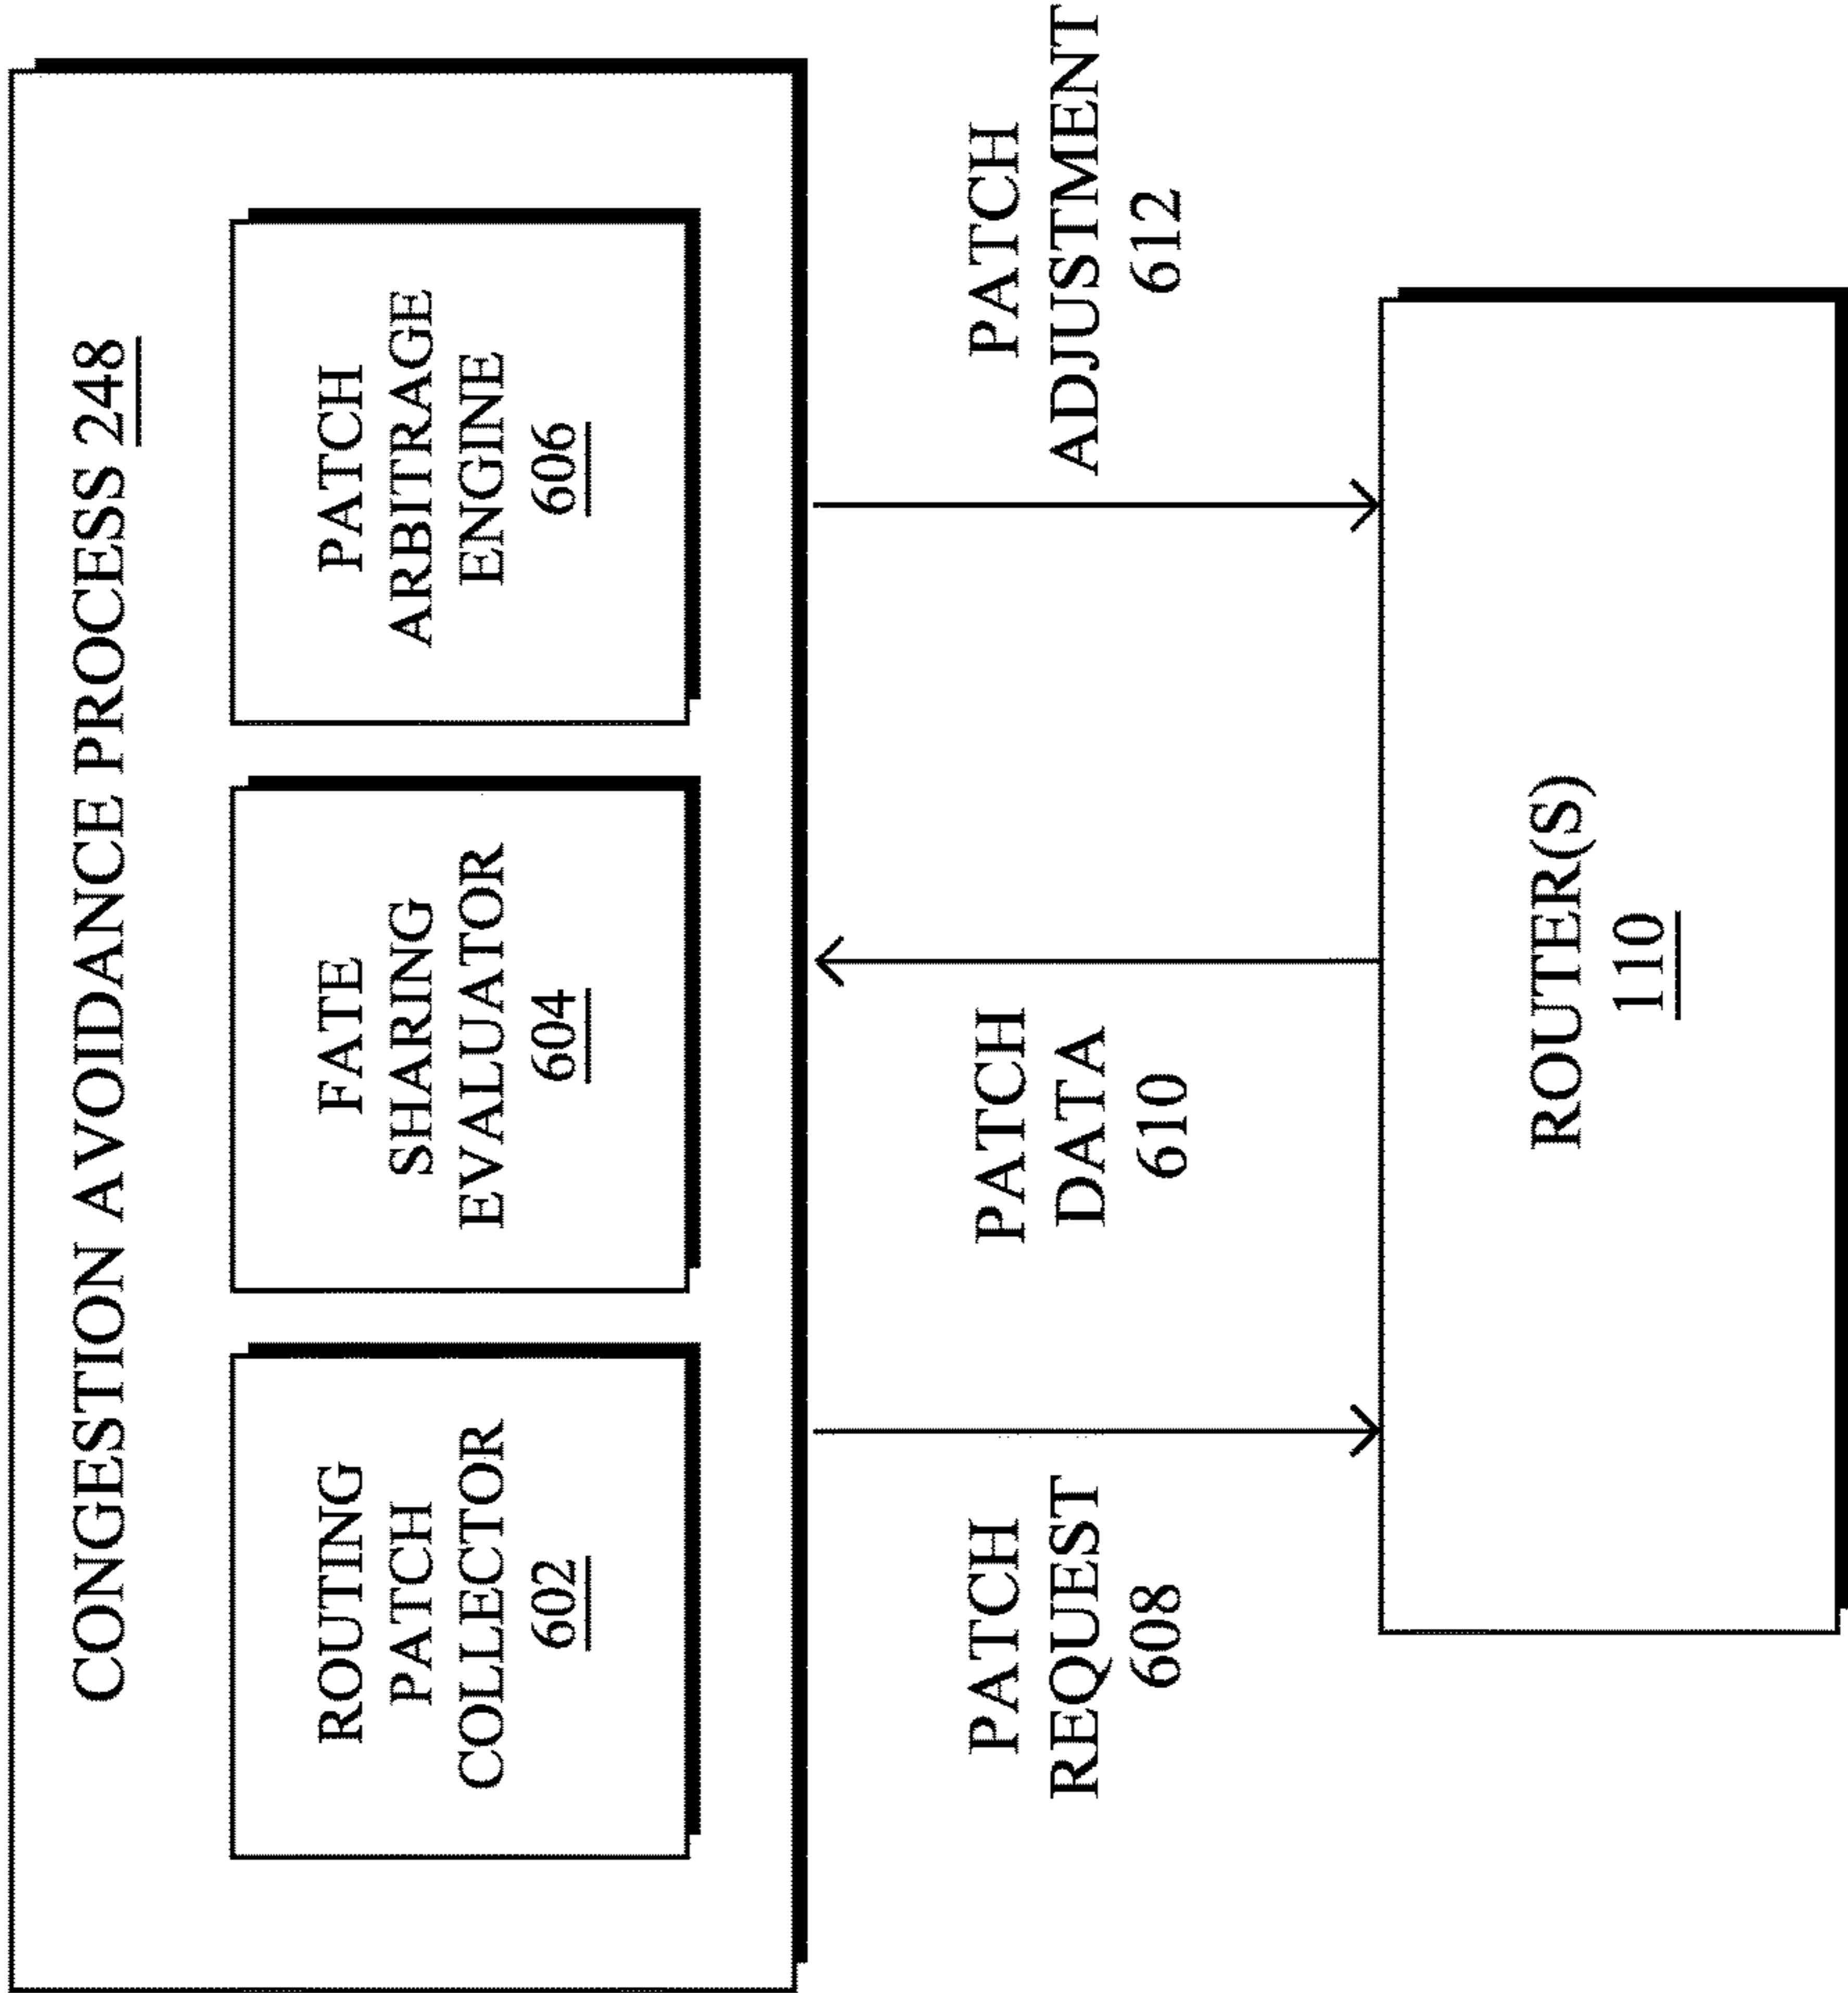 CONGESTION AVOIDANCE PROCESS 248
ROUTING
PATCH
COLLECTOR
602
FATE
SHARING
EVALUATOR
604
PATCH
ARBITRAGE
ENGINE
606
PATCH
REQUEST
608
PATCH
DATA
610
PATCH
ADJUSTMENT
612
ROUTER(S)
110